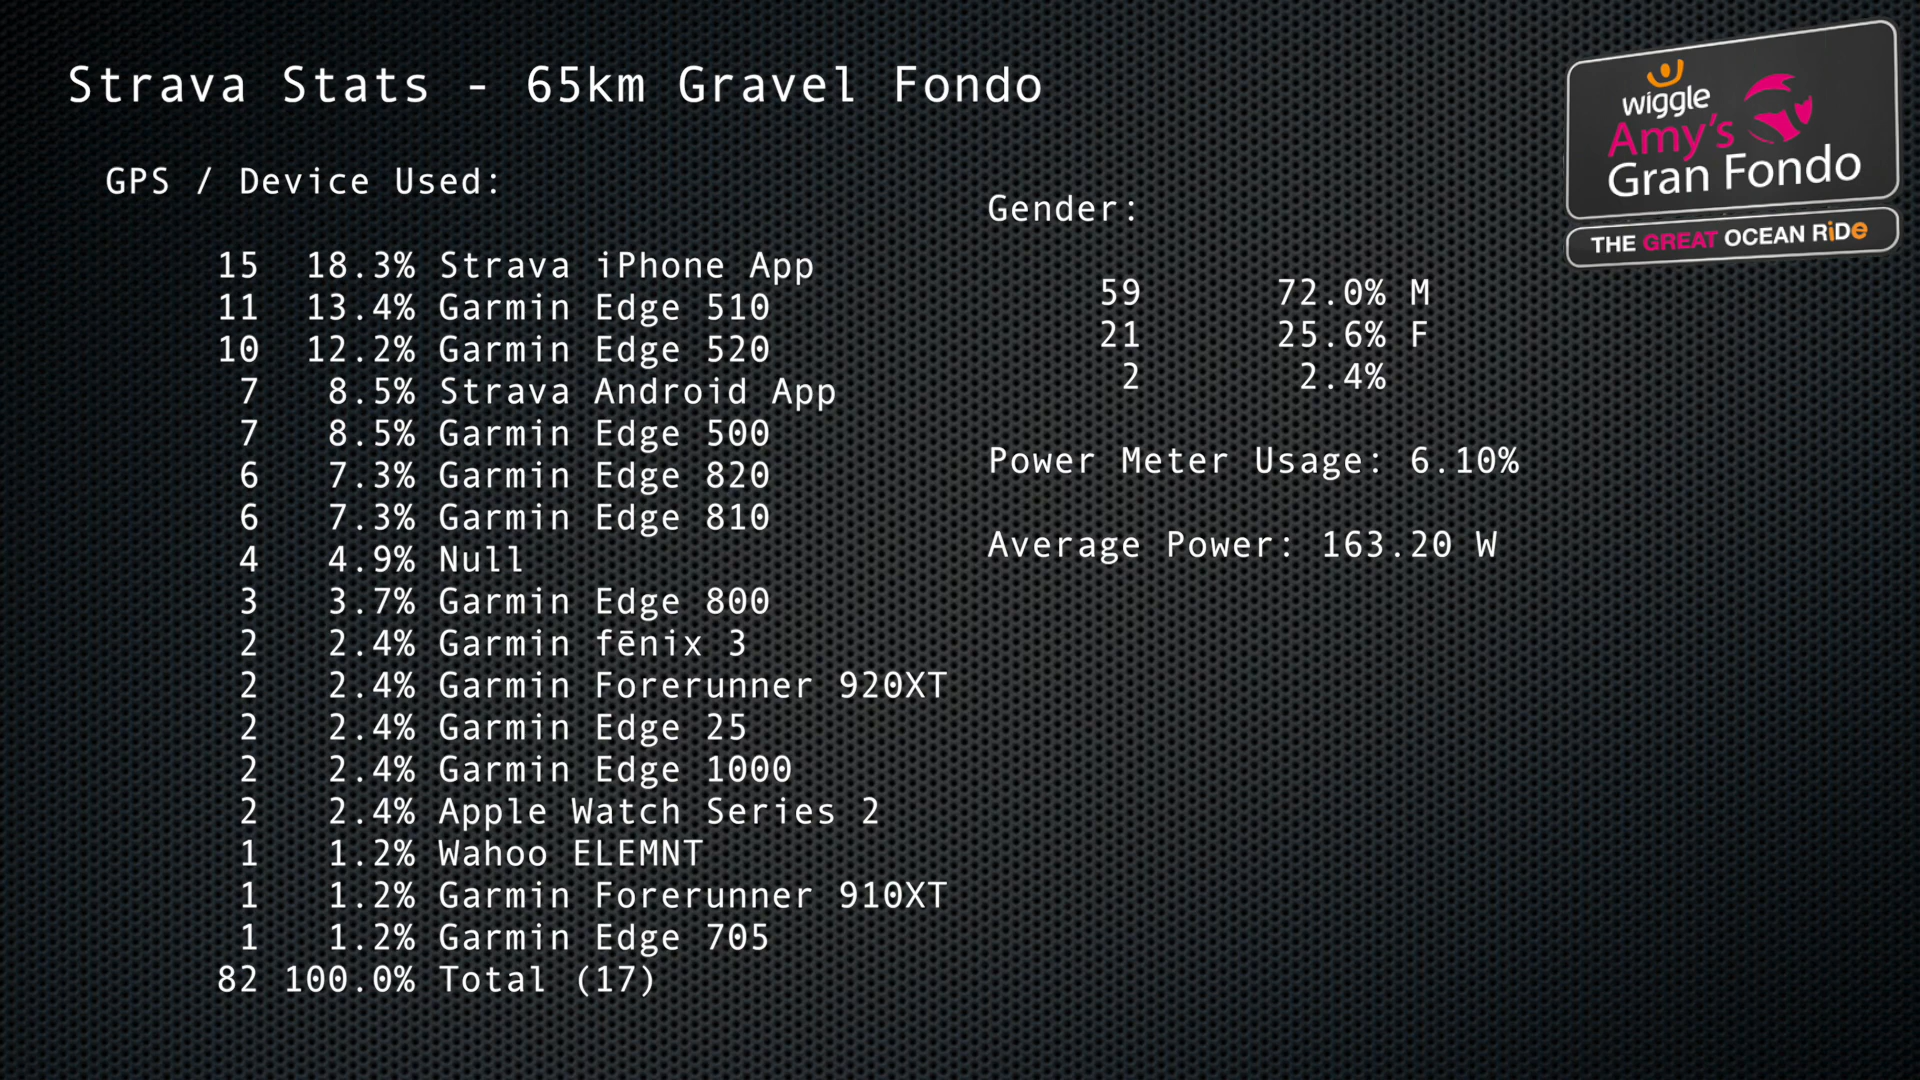 Strava Stats - 65km Gravel Fondo
wiggle
Amy's
Gran Fondo
THE GREAT OCEAN RiDe
GPS / Device Used:
15 18.3% Strava iPhone App
11 13.4% Garmin Edge 510
10 12.2% Garmin Edge 520
7 8.5% Strava Android App
7 8.5% Garmin Edge 500
6 7.3% Garmin Edge 820
6 7.3% Garmin Edge 810
4 4.9% Null
3 3.7% Garmin Edge 800
2 2.4% Garmin fēnix 3
2 2.4% Garmin Forerunner 920XT
2 2.4% Garmin Edge 25
2 2.4% Garmin Edge 1000
2 2.4% Apple Watch Series 2
1 1.2% Wahoo ELEMNT
1 1.2% Garmin Forerunner 910XT
1 1.2% Garmin Edge 705
82 100.0% Total (17)
Gender:
59 72.0% M
21 25.6% F
2 2.4%
Power Meter Usage: 6.10%
Average Power: 163.20 W